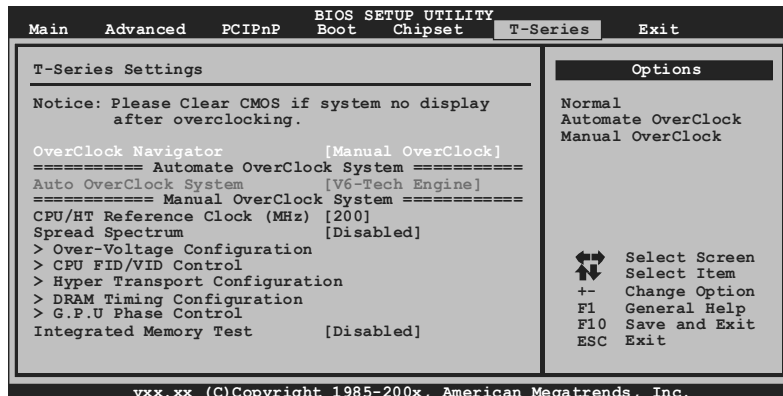 BIOS SETUP UTILITY
Main Advanced PCIPnP Boot Chipset T-Series Exit
T-Series Settings
Notice: Please Clear CMOS if system no display
after overclocking.
OverClock Navigator [Manual OverClock]
=========== Automate OverClock System ===========
Auto OverClock System [V6-Tech Engine]
============ Manual OverClock System ============
CPU/HT Reference Clock (MHz) [200]
Spread Spectrum [Disabled]
> Over-Voltage Configuration
> CPU FID/VID Control
> Hyper Transport Configuration
> DRAM Timing Configuration
> G.P.U Phase Control
Integrated Memory Test [Disabled]
Options
Normal
Automate OverClock
Manual OverClock
Select Screen
Select Item
+- Change Option
F1 General Help
F10 Save and Exit
ESC Exit
vxx.xx (C)Copyright 1985-200x, American Megatrends, Inc.